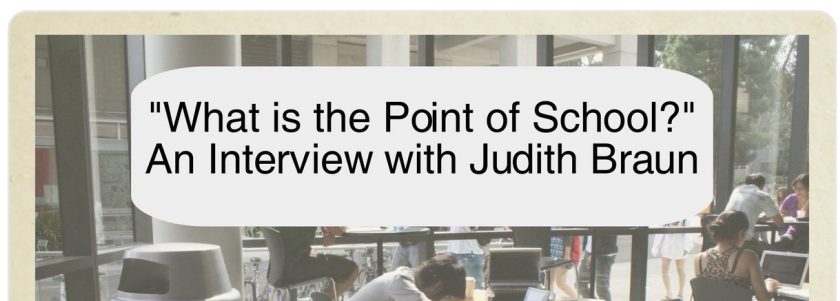 "What is the Point of School?"
An Interview with Judith Braun